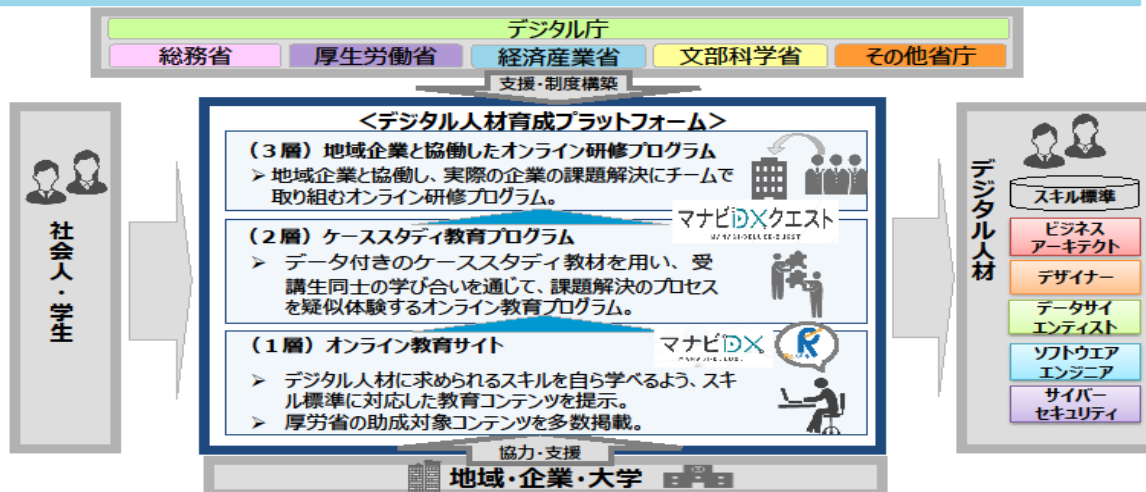 デジタル庁
総務省
厚生労働省
経済産業省
文部科学省
その他省庁
支援・制度構築
社会人・学生
＜デジタル人材育成プラットフォーム＞
（３層）地域企業と協働したオンライン研修プログラム
➢ 地域企業と協働し、実際の企業の課題解決にチームで
取り組むオンライン研修プログラム。
マナビDXクエスト
MANABI-DELUXE-QUEST
（２層）ケーススタディ教育プログラム
➢ データ付きのケーススタディ教材を用い、受
講生同士の学び合いを通じて、課題解決のプロセス
を疑似体験するオンライン教育プログラム。
マナビDX
MANABI-DELUXE
（１層）オンライン教育サイト
➢ デジタル人材に求められるスキルを自ら学べるよう、スキ
ル標準に対応した教育コンテンツを提示。
➢ 厚労省の助成対象コンテンツを多数掲載。
協力・支援
地域・企業・大学
デジタル人材
スキル標準
ビジネス
アーキテクト
デザイナー
データサイ
エンティスト
ソフトウエア
エンジニア
サイバー
セキュリティ